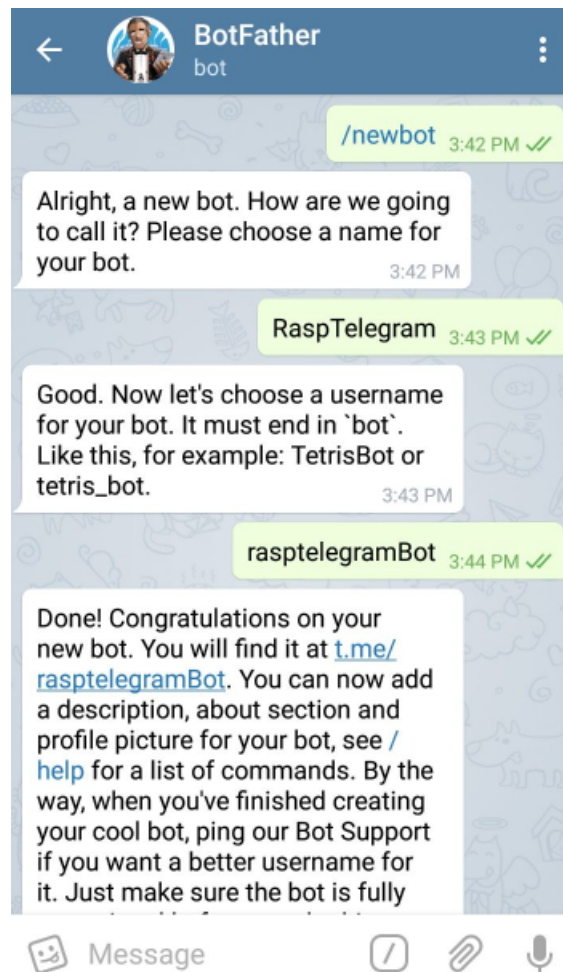 BotFather
bot
/newbot 3:42 PM
Alright, a new bot. How are we going
to call it? Please choose a name for
your bot.
3:42 PM
RaspTelegram 3:43 PM
Good. Now let's choose a username
for your bot. It must end in `bot`.
Like this, for example: TetrisBot or
tetris_bot.
3:43 PM
rasptelegramBot 3:44 PM
Done! Congratulations on your
new bot. You will find it at t.me/
rasptelegramBot. You can now add
a description, about section and
profile picture for your bot, see /
help for a list of commands. By the
way, when you've finished creating
your cool bot, ping our Bot Support
if you want a better username for
it. Just make sure the bot is fully
Message